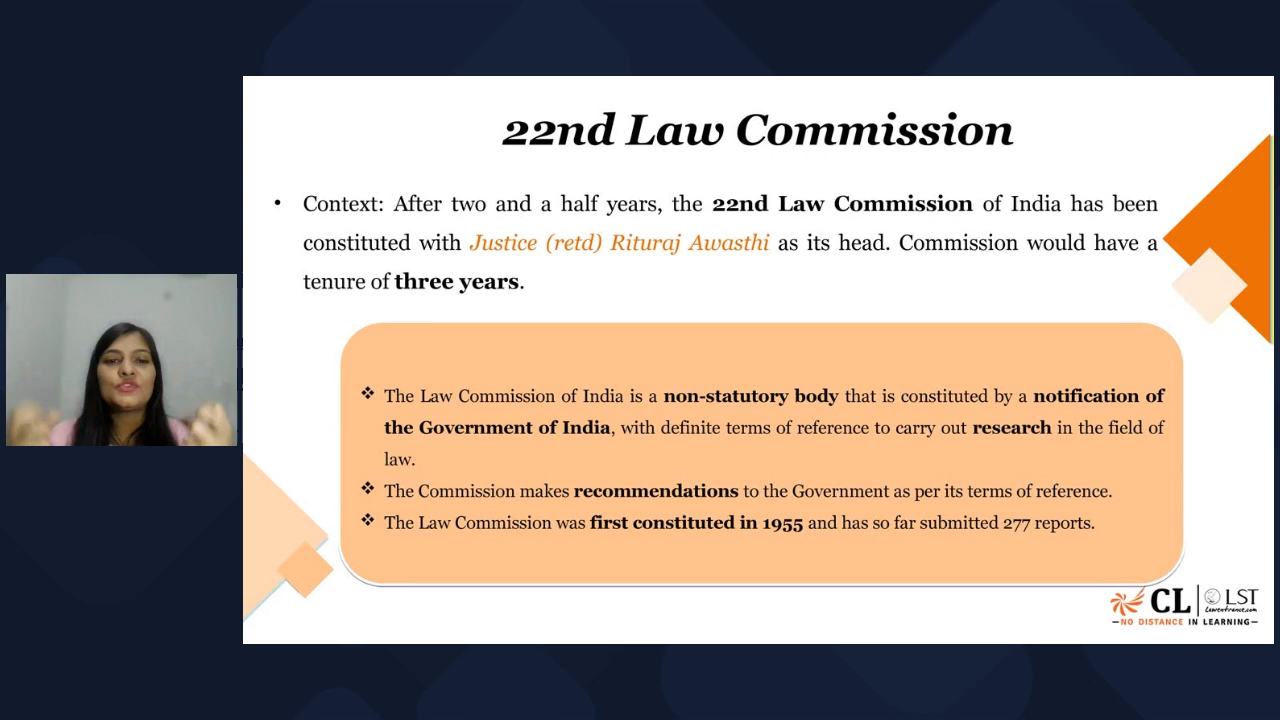 22nd Law Commission
• Context: After two and a half years, the 22nd Law Commission of India has been
constituted with Justice (retd) Rituraj Awasthi as its head. Commission would have a
tenure of three years.
❖ The Law Commission of India is a non-statutory body that is constituted by a notification of
the Government of India, with definite terms of reference to carry out research in the field of
law.
❖ The Commission makes recommendations to the Government as per its terms of reference.
❖ The Law Commission was first constituted in 1955 and has so far submitted 277 reports.
CL LST
Lawentrance.com
—NO DISTANCE IN LEARNING—